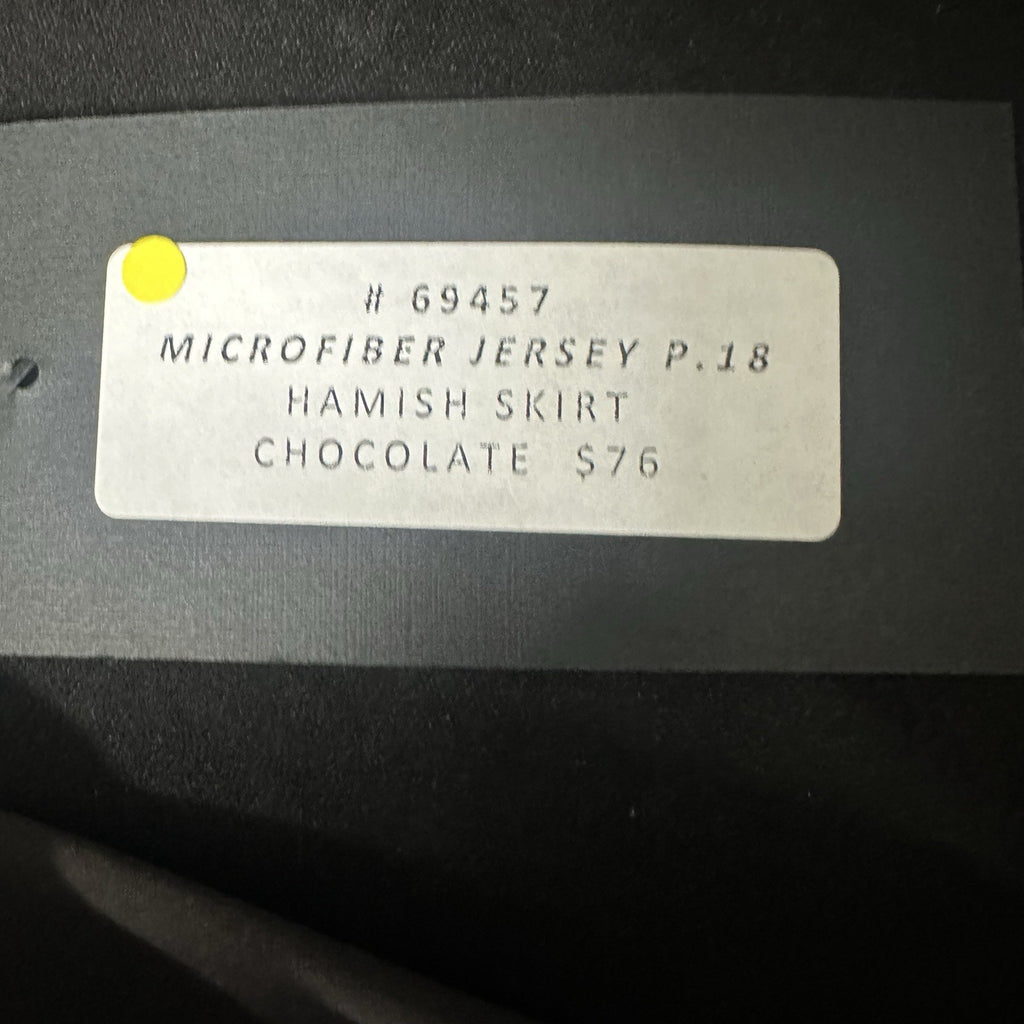 # 69457
MICROFIBER JERSEY P.18
HAMISH SKIRT
CHOCOLATE $76